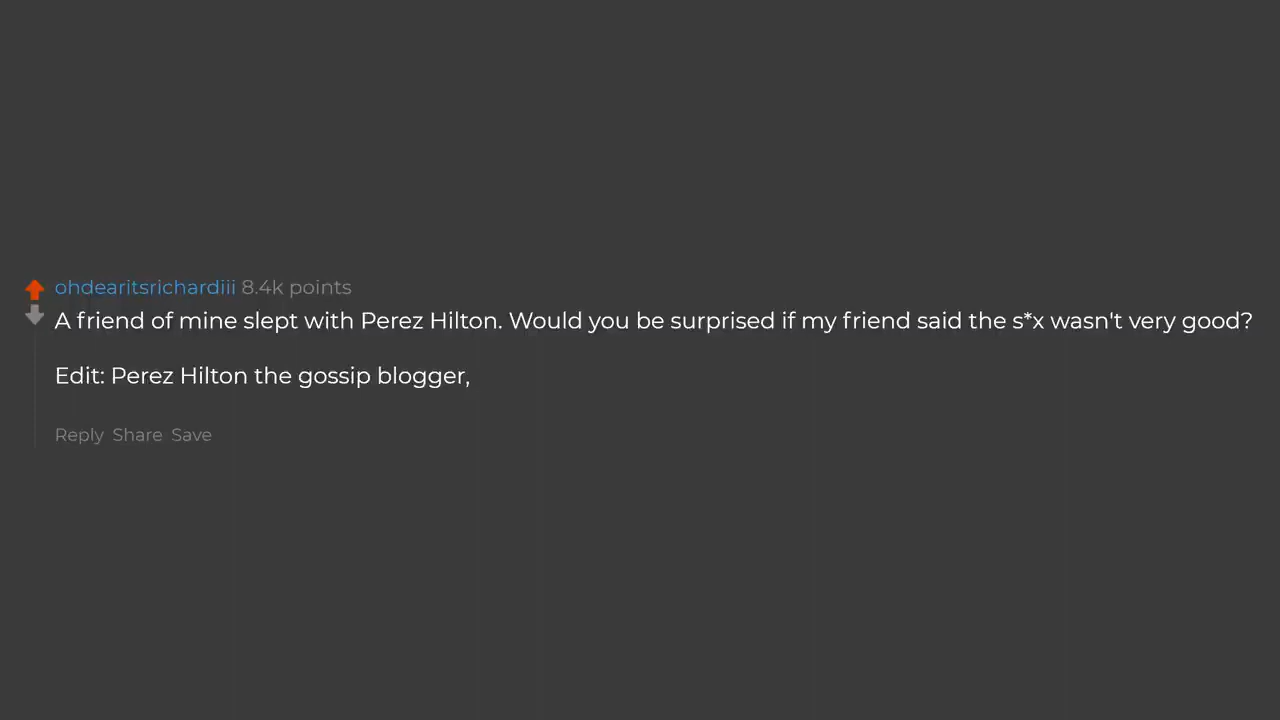 ohdearitsrichardiii 8.4k points
A friend of mine slept with Perez Hilton. Would you be surprised if my friend said the s*x wasn't very good?
Edit: Perez Hilton the gossip blogger,
Reply Share Save